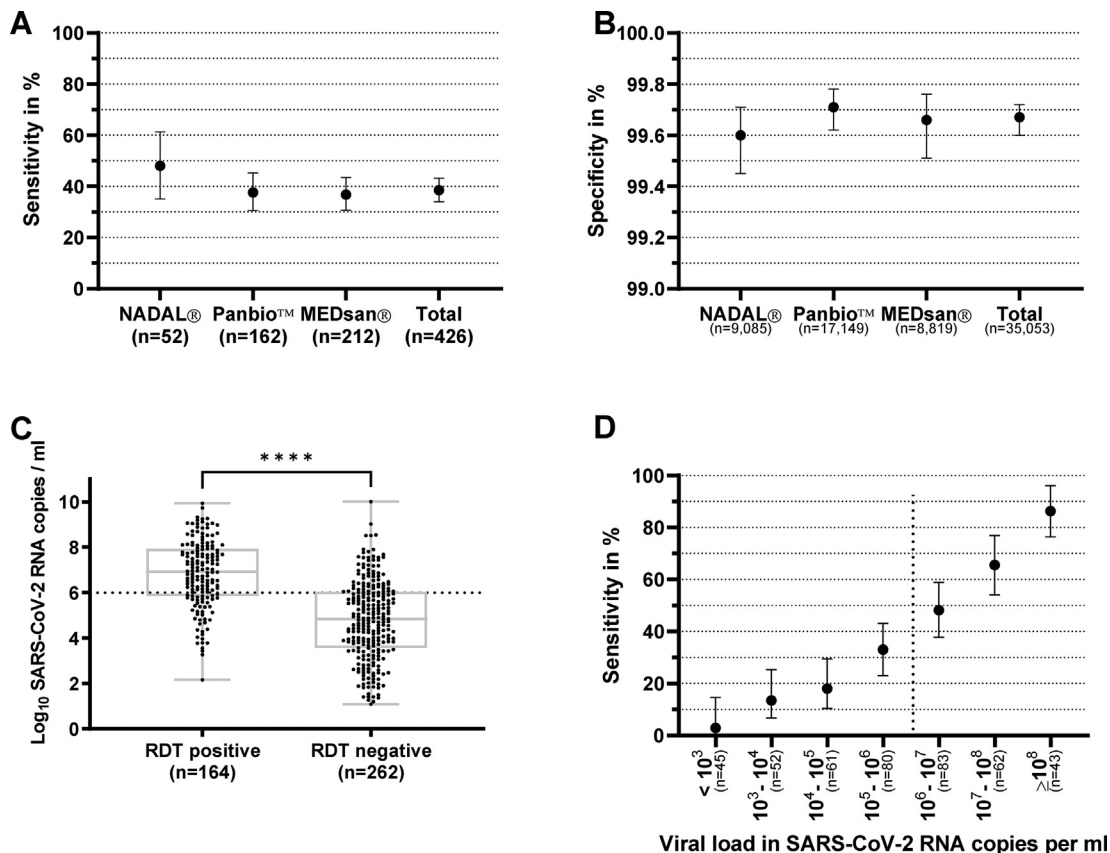 A
Sensitivity in %
100
80
60
40
20
0
NADAL® Panbio™ MEDsan® Total
(n=52) (n=162) (n=212) (n=426)
B
Specificity in %
100.0
99.8
99.6
99.4
99.2
99.0
NADAL® Panbio™ MEDsan® Total
(n=9,085) (n=17,149) (n=8,819) (n=35,053)
C
Log₁₀ SARS-CoV-2 RNA copies / ml
****
10
8
6
4
2
0
RDT positive RDT negative
(n=164) (n=262)
D
Sensitivity in %
100
80
60
40
20
0
< 10³
(n=45)
10³ - 10⁴
(n=52)
10⁴ - 10⁵
(n=61)
10⁵ - 10⁶
(n=80)
10⁶ - 10⁷
(n=83)
10⁷ - 10⁸
(n=62)
≥10⁸
(n=43)
Viral load in SARS-CoV-2 RNA copies per ml